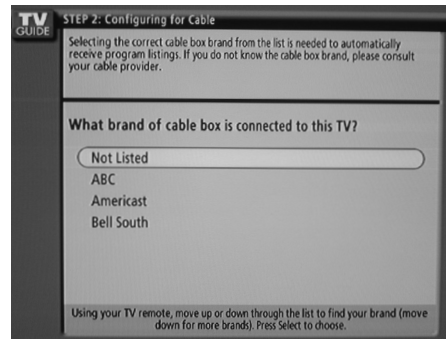 TV
GUIDE
STEP 2: Configuring for Cable
Selecting the correct cable box brand from the list is needed to automatically
receive program listings. If you do not know the cable box brand, please consult
your cable provider.
What brand of cable box is connected to this TV?
Not Listed
ABC
Americast
Bell South
Using your TV remote, move up or down through the list to find your brand (move
down for more brands). Press Select to choose.